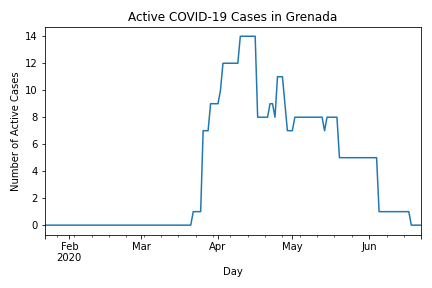 Active COVID-19 Cases in Grenada
Number of Active Cases
14
12
10
8
6
4
2
0
Feb
2020
Mar
Apr
May
Jun
Day